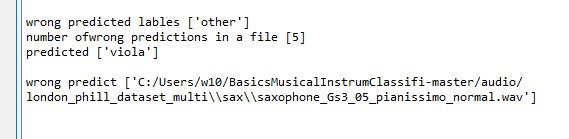 wrong predicted lables ['other']
number ofwrong predictions in a file [5]
predicted ['viola']
wrong predict ['C:/Users/w10/BasicsMusicalInstrumClassifi-master/audio/
london_phill_dataset_multi\\sax\\saxophone_Gs3_05_pianissimo_normal.wav']